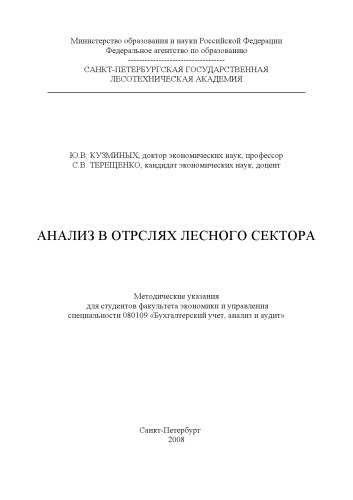 Министерство образования и науки Российской Федерации
Федеральное агентство по образованию
----------------------------------
САНКТ-ПЕТЕРБУРГСКАЯ ГОСУДАРСТВЕННАЯ
ЛЕСОТЕХНИЧЕСКАЯ АКАДЕМИЯ
Ю.В. КУЗМИНЫХ, доктор экономических наук, профессор
С.В. ТЕРЕЩЕНКО, кандидат экономических наук, доцент
АНАЛИЗ В ОТРСЛЯХ ЛЕСНОГО СЕКТОРА
Методические указания
для студентов факультета экономики и управления
специальности 080109 «Бухгалтерский учет, анализ и аудит»
Санкт-Петербург
2008